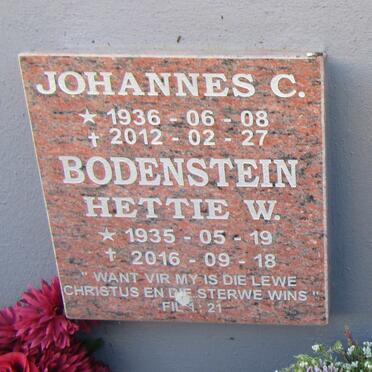 JOHANNES C.
★ 1936 - 06 - 08
✝ 2012 - 02 - 27
BODENSTEIN
HETTIE W.
★ 1935 - 05 - 19
✝ 2016 - 09 - 18
" WANT VIR MY IS DIE LEWE
CHRISTUS EN DIE STERWE WINS "
FIL 1 : 21